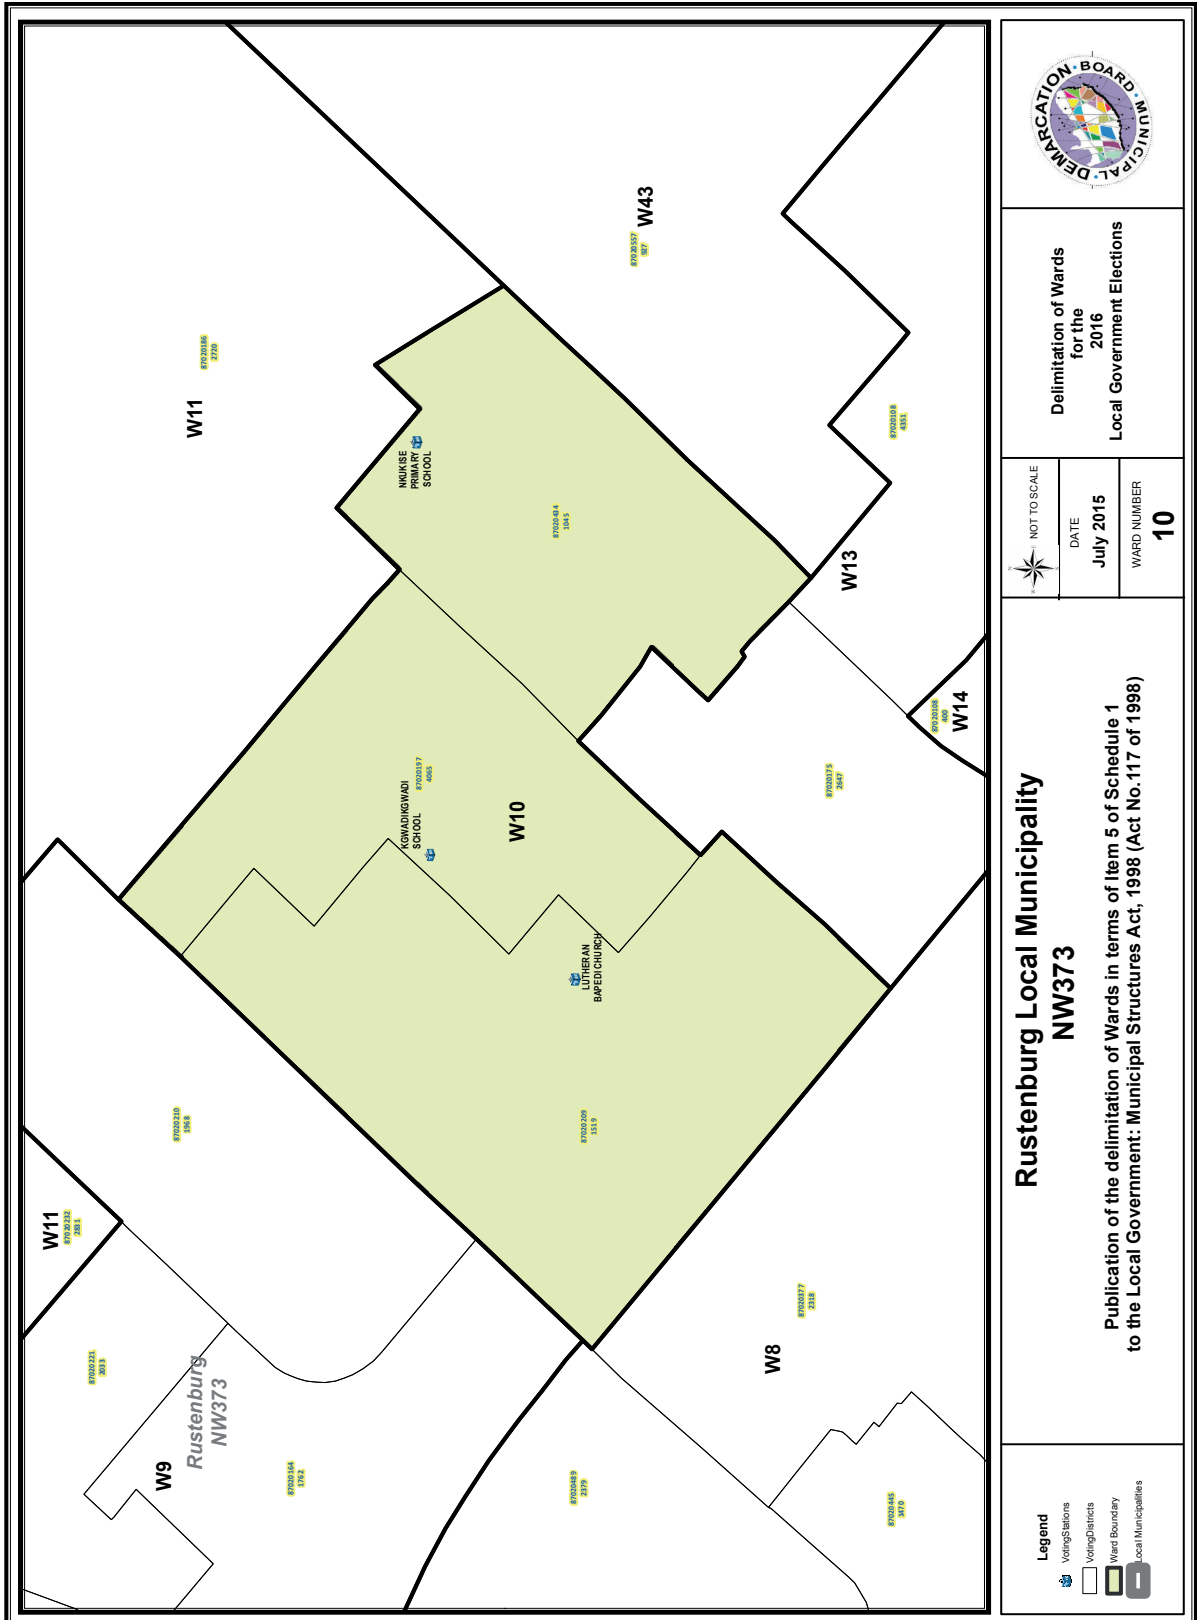 W11
87020232
2831
87020221
2033
W9
Rustenburg
NW373
87020164
1762
87020210
1968
W11
87020186
2720
NKUKISE
PRIMARY
SCHOOL
87020434
1045
KGWADIKGWADI
SCHOOL
87020197
4065
W10
LUTHERAN
BAPEDI CHURCH
87020209
1519
87020489
2379
W43
87020557
927
W8
87020377
2318
87020445
3470
87020175
2647
W13
87020108
4351
87020108
400
W14
Legend
VotingStations
VotingDistricts
Ward Boundary
Local Municipalities
Rustenburg Local Municipality
NW373
Publication of the delimitation of Wards in terms of Item 5 of Schedule 1
to the Local Government: Municipal Structures Act, 1998 (Act No.117 of 1998)
NOT TO SCALE
DATE
July 2015
WARD NUMBER
10
Delimitation of Wards
for the
2016
Local Government Elections
MUNICIPAL · DEMARCATION · BOARD ·